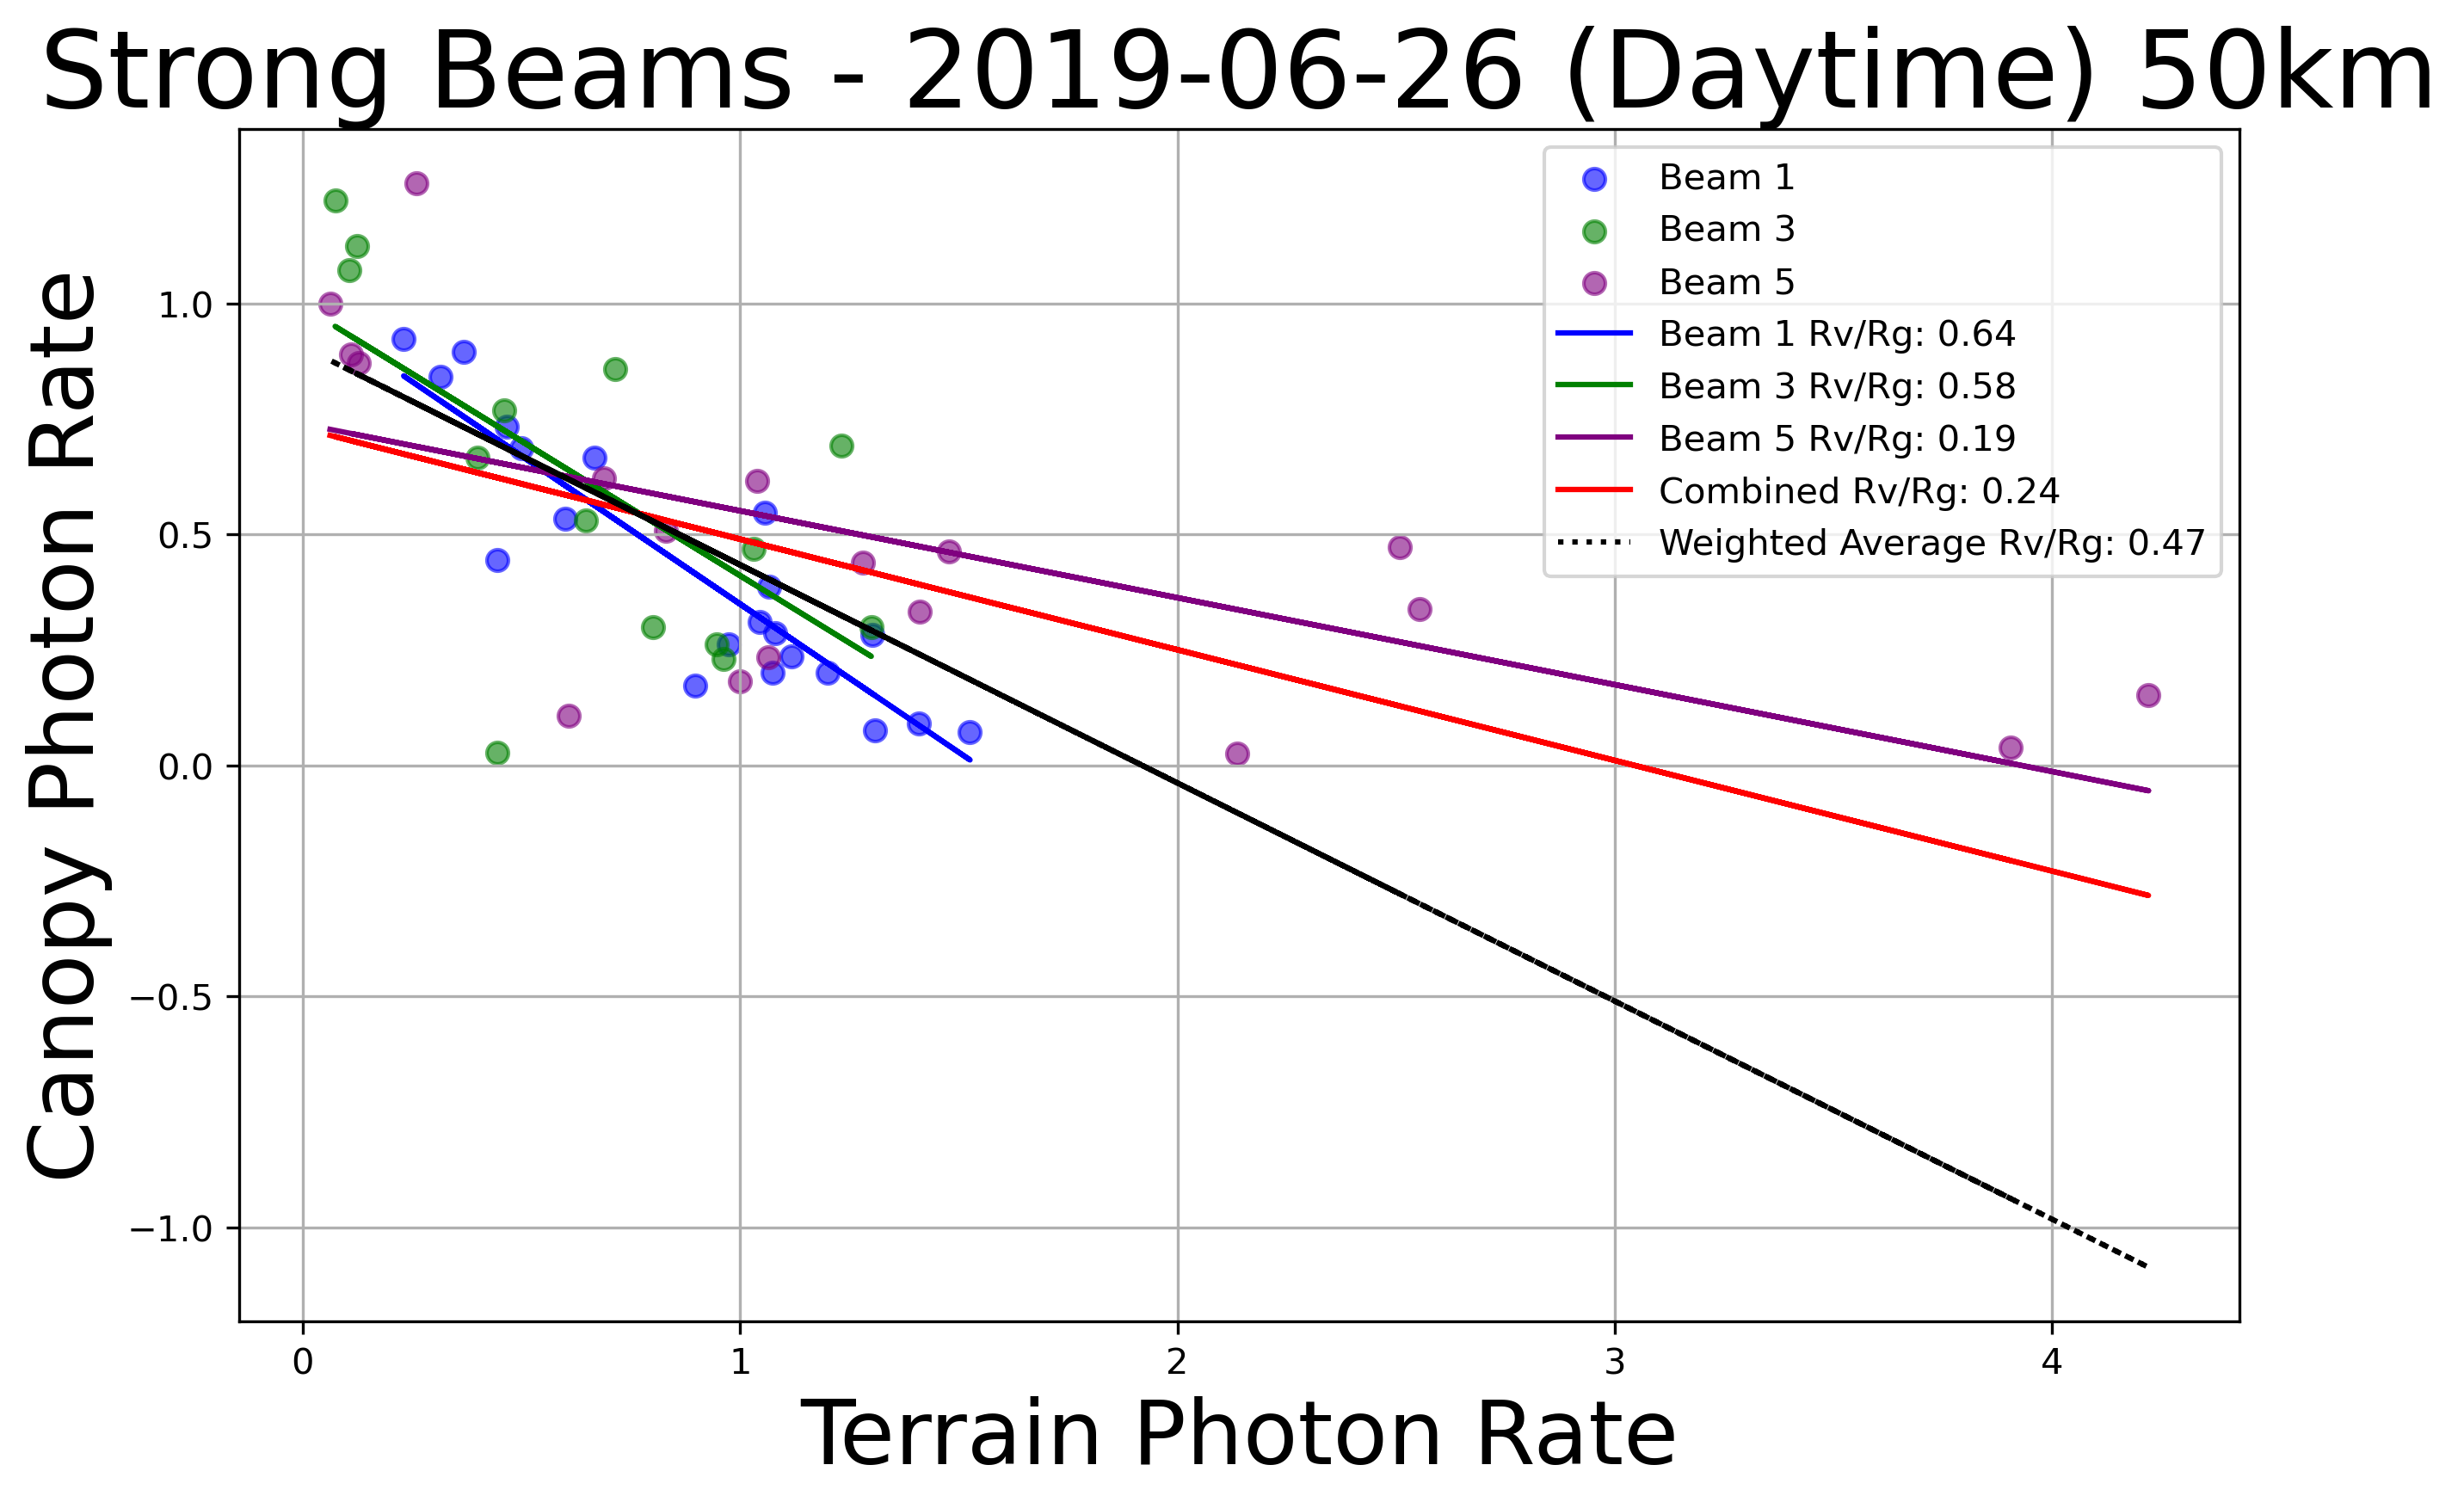 Strong Beams - 2019-06-26 (Daytime) 50km
Canopy Photon Rate
1.0
0.5
0.0
−0.5
−1.0
Beam 1
Beam 3
Beam 5
Beam 1 Rv/Rg: 0.64
Beam 3 Rv/Rg: 0.58
Beam 5 Rv/Rg: 0.19
Combined Rv/Rg: 0.24
Weighted Average Rv/Rg: 0.47
0 1 2 3 4
Terrain Photon Rate